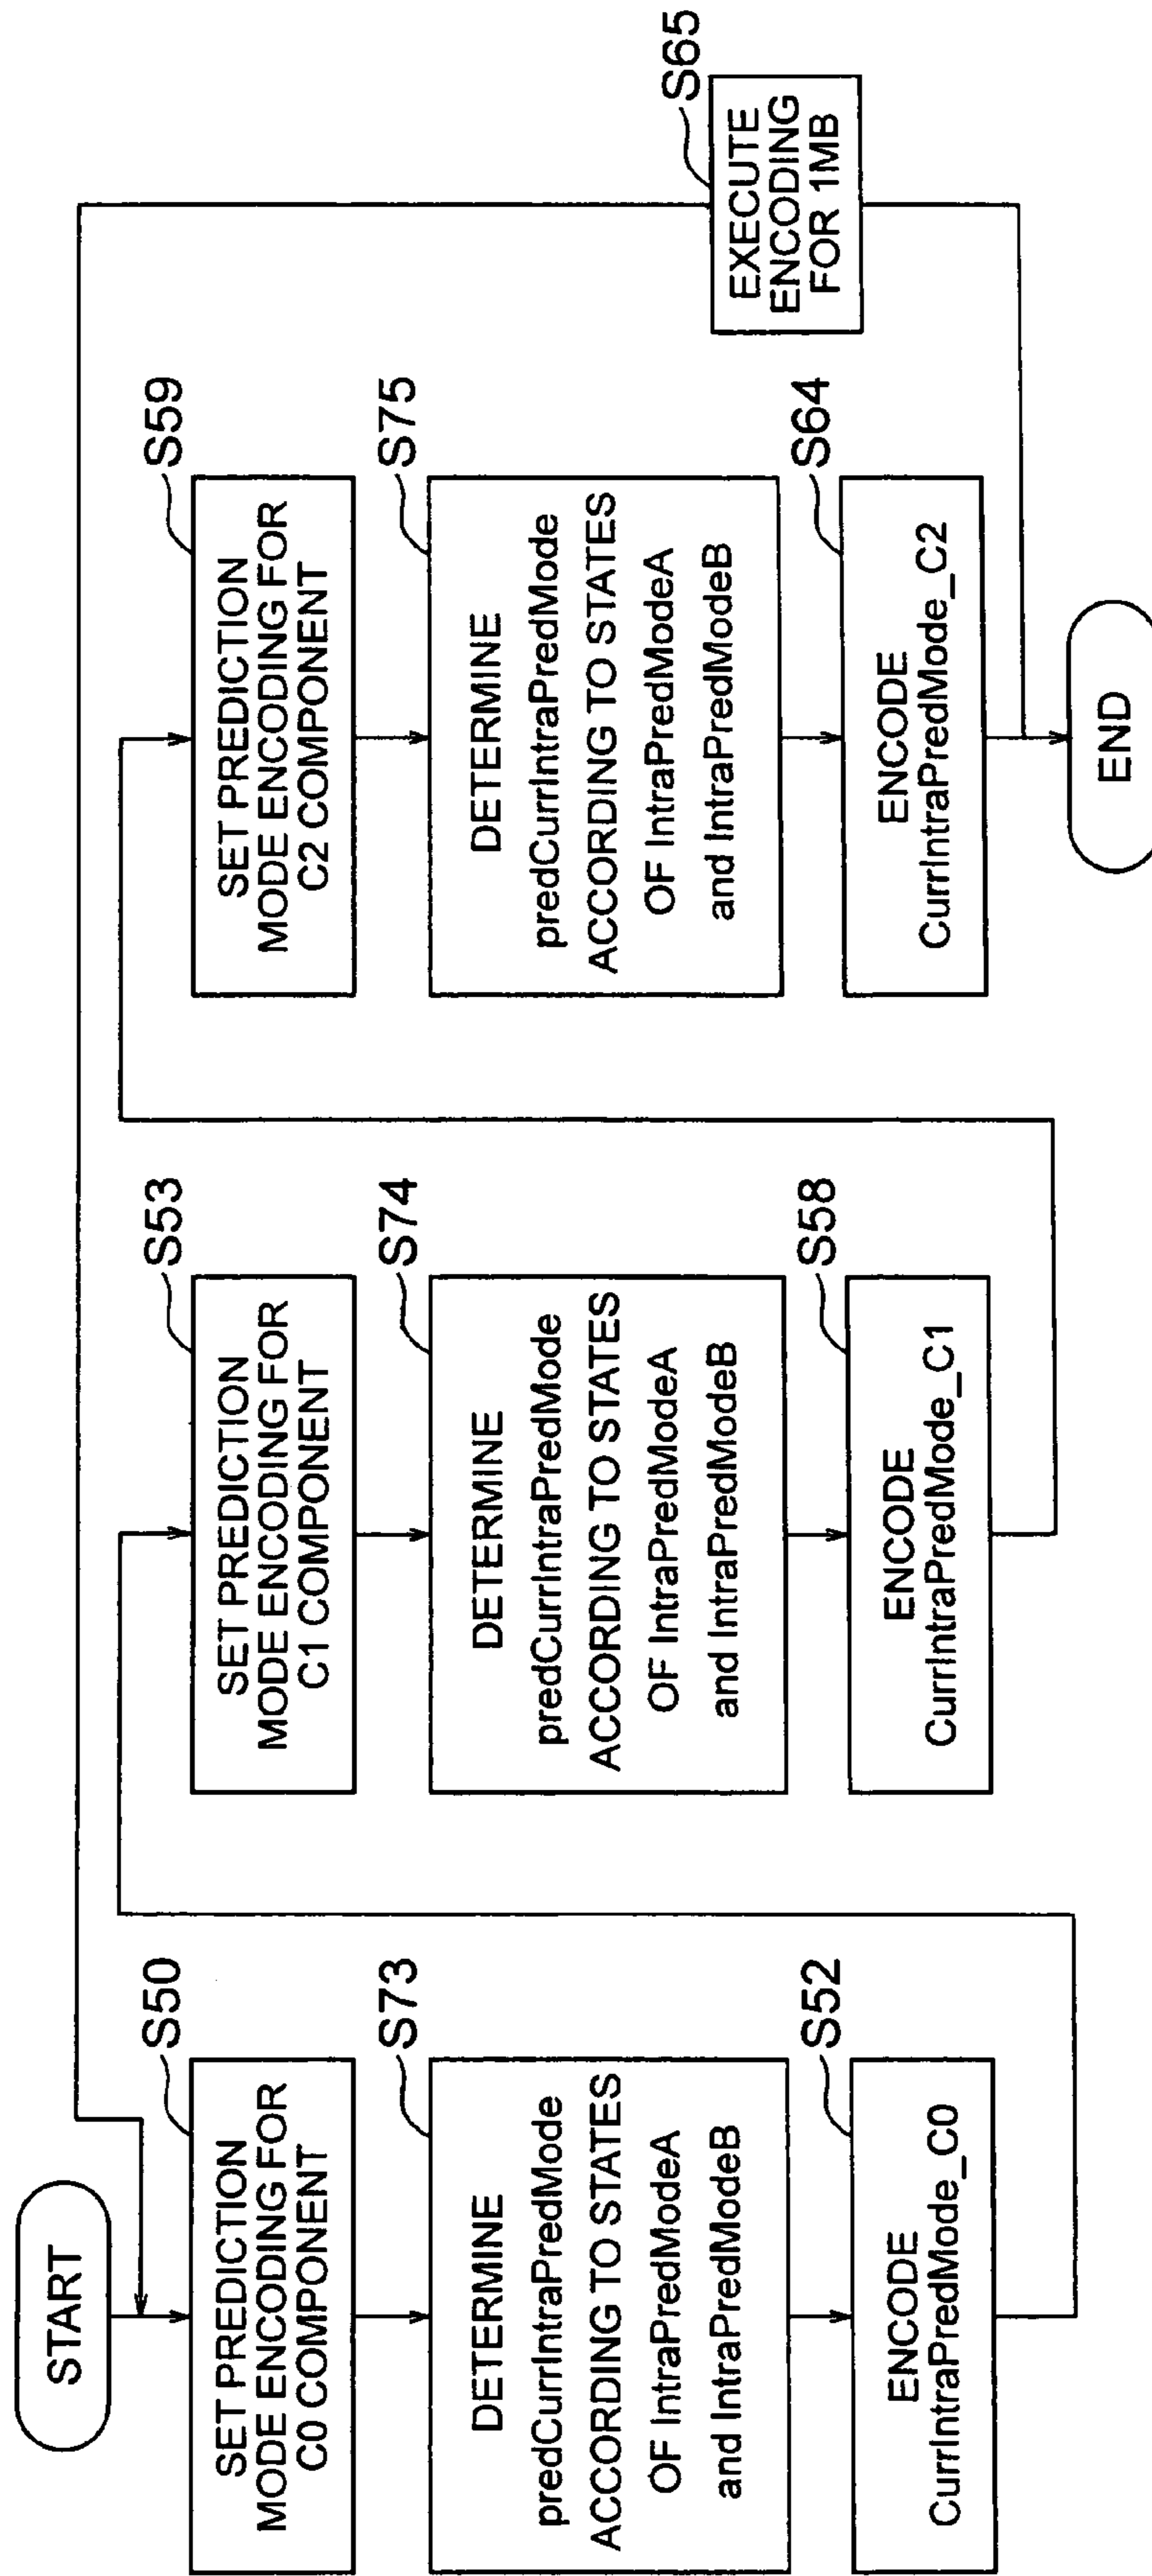 START
S50
SET PREDICTION
MODE ENCODING FOR
C0 COMPONENT
S73
DETERMINE
predCurrIntraPredMode
ACCORDING TO STATES
OF IntraPredModeA
and IntraPredModeB
S52
ENCODE
CurrIntraPredMode_C0
S53
SET PREDICTION
MODE ENCODING FOR
C1 COMPONENT
S74
DETERMINE
predCurrIntraPredMode
ACCORDING TO STATES
OF IntraPredModeA
and IntraPredModeB
S58
ENCODE
CurrIntraPredMode_C1
S59
SET PREDICTION
MODE ENCODING FOR
C2 COMPONENT
S75
DETERMINE
predCurrIntraPredMode
ACCORDING TO STATES
OF IntraPredModeA
and IntraPredModeB
S64
ENCODE
CurrIntraPredMode_C2
S65
EXECUTE
ENCODING
FOR 1MB
END